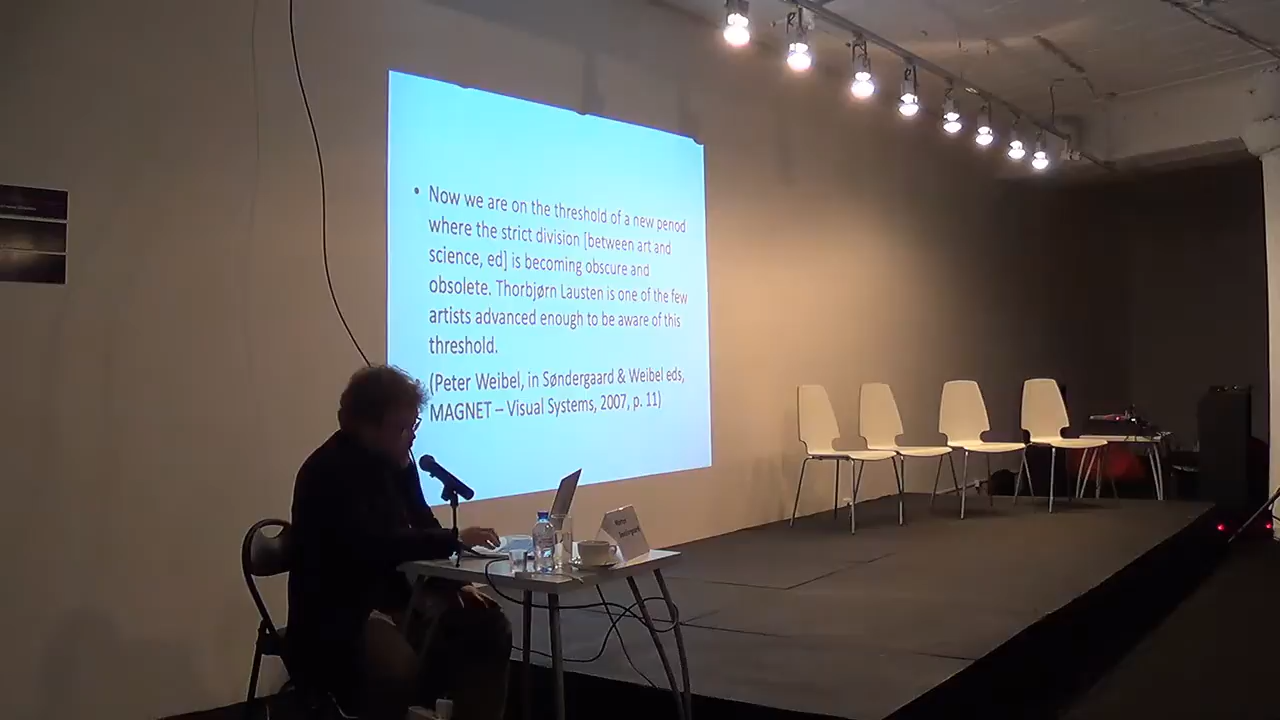 • Now we are on the threshold of a new period
where the strict division [between art and
science, ed] is becoming obscure and
obsolete. Thorbjørn Lausten is one of the few
artists advanced enough to be aware of this
threshold.
(Peter Weibel, in Søndergaard & Weibel eds,
MAGNET – Visual Systems, 2007, p. 11)